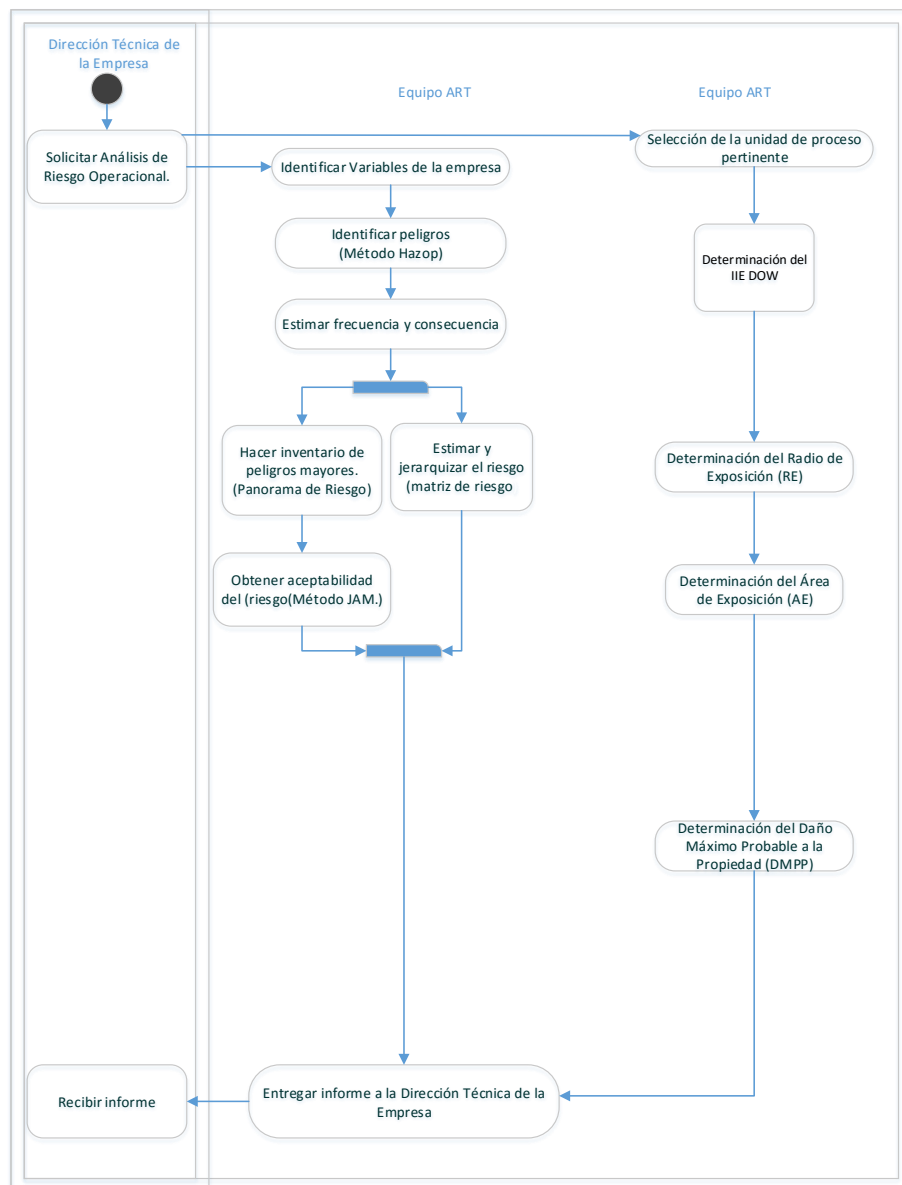 Dirección Técnica de
la Empresa
Equipo ART
Equipo ART
Solicitar Análisis de
Riesgo Operacional.
Identificar Variables de la empresa
Selección de la unidad de proceso
pertinente
Identificar peligros
(Método Hazop)
Determinación del
IIE DOW
Estimar frecuencia y consecuencia
Hacer inventario de
peligros mayores.
(Panorama de Riesgo)
Estimar y
jerarquizar el riesgo
(matriz de riesgo
Determinación del Radio de
Exposición (RE)
Obtener aceptabilidad
del (riesgo(Método JAM.)
Determinación del Área
de Exposición (AE)
Determinación del Daño
Máximo Probable a la
Propiedad (DMPP)
Recibir informe
Entregar informe a la Dirección Técnica de la
Empresa